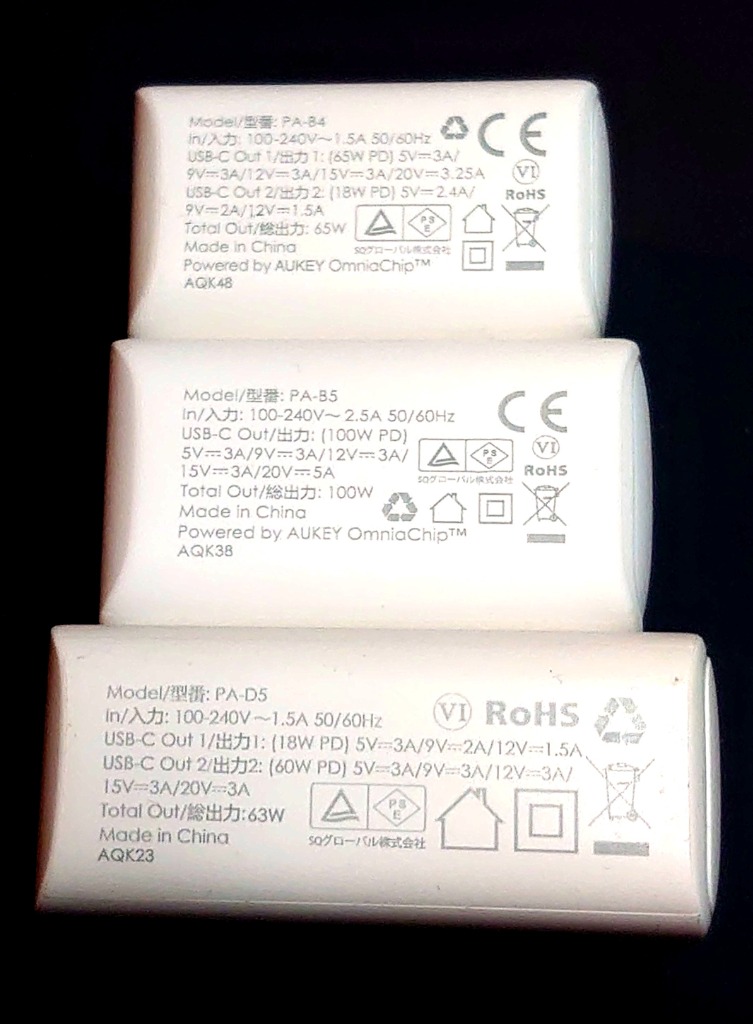 Model/型番: PA-B4
In/入力: 100-240V～1.5A 50/60Hz
CE
USB-C Out 1/出力1: (65W PD) 5V⎓3A/
9V⎓3A/12V⎓3A/15V⎓3A/20V⎓3.25A
VI
USB-C Out 2/出力2: (18W PD) 5V⎓2.4A/
RoHS
9V⎓2A/12V⎓1.5A
PS
E
Total Out/総出力: 65W
Made in China
SQグローバル株式会社
Powered by AUKEY OmniaChip™
AQK48
Model/型番: PA-B5
In/入力: 100-240V～2.5A 50/60Hz
CE
USB-C Out/出力: (100W PD)
VI
5V⎓3A/9V⎓3A/12V⎓3A/
PS
E
15V⎓3A/20V⎓5A
RoHS
SQグローバル株式会社
Total Out/総出力: 100W
Made in China
Powered by AUKEY OmniaChip™
AQK38
Model/型番: PA-D5
In/入力: 100-240V～1.5A 50/60Hz
VI RoHS
USB-C Out 1/出力1: (18W PD) 5V⎓3A/9V⎓2A/12V⎓1.5A
USB-C Out 2/出力2: (60W PD) 5V⎓3A/9V⎓3A/12V⎓3A/
15V⎓3A/20V⎓3A
PS
E
Total Out/総出力:63W
Made in China
SQグローバル株式会社
AQK23